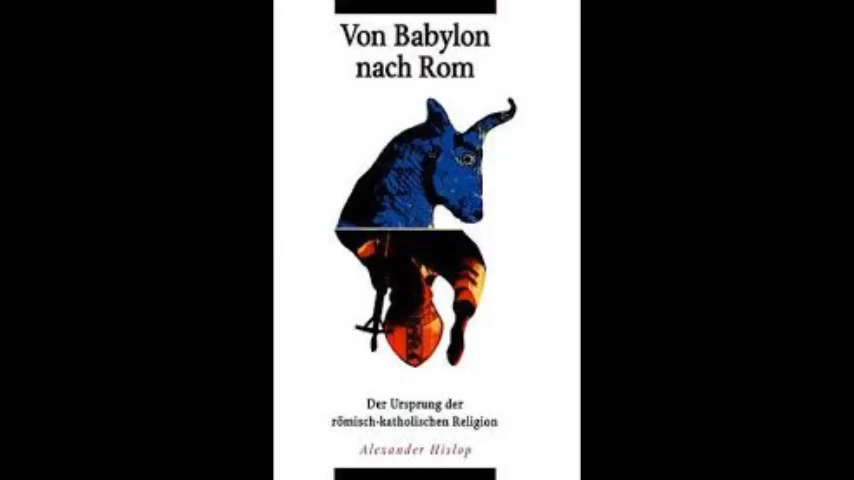 Von Babylon
nach Rom
Der Ursprung der
römisch-katholischen Religion
Alexander Hislop